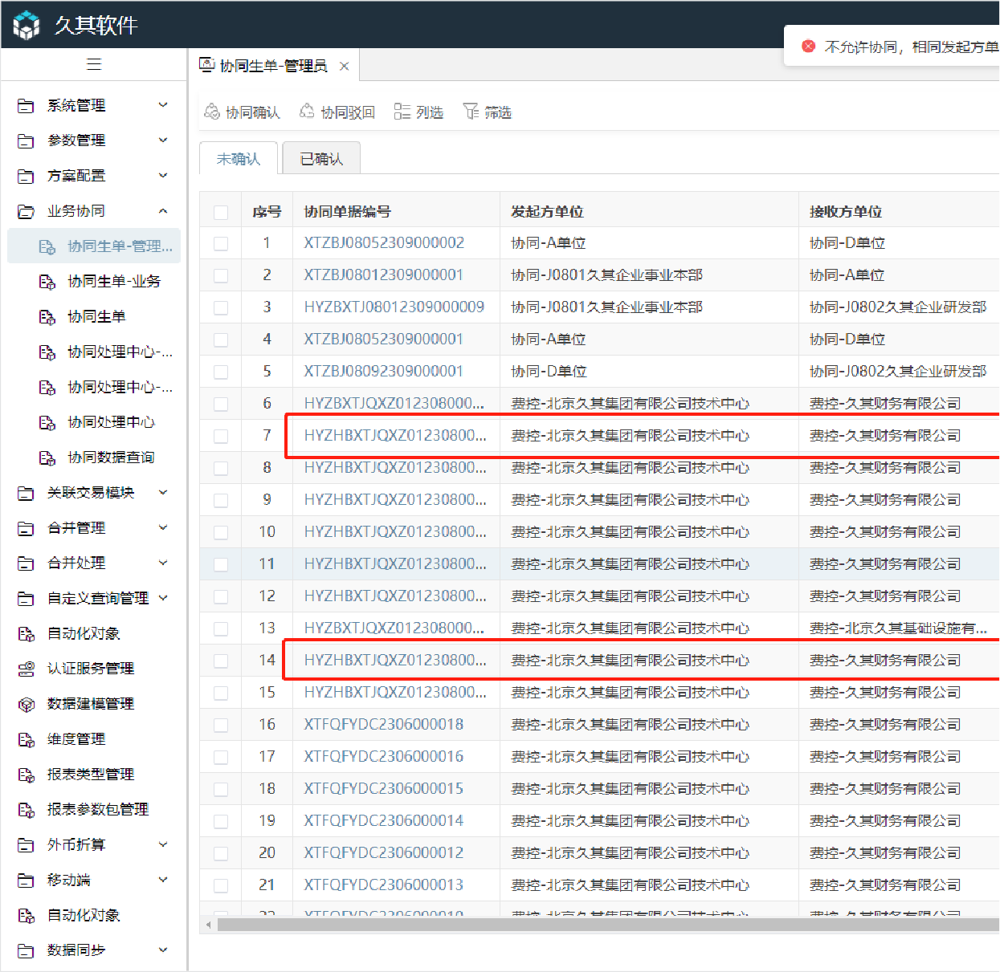 久其软件
不允许协同，相同发起方单
协同生单-管理员
协同确认 协同驳回 列选 筛选
未确认 已确认
系统管理
参数管理
方案配置
业务协同
协同生单-管理...
协同生单-业务
协同生单
协同处理中心-...
协同处理中心-...
协同处理中心
协同数据查询
关联交易模块
合并管理
合并处理
自定义查询管理
自动化对象
认证服务管理
数据建模管理
维度管理
报表类型管理
报表参数包管理
外币折算
移动端
自动化对象
数据同步
序号 协同单据编号 发起方单位 接收方单位
1 XTZBJ08052309000002 协同-A单位 协同-D单位
2 XTZBJ08012309000001 协同-J0801久其企业事业本部 协同-A单位
3 HYZBXTJ08012309000009 协同-J0801久其企业事业本部 协同-J0802久其企业研发部
4 XTZBJ08052309000001 协同-A单位 协同-D单位
5 XTZBJ08092309000001 协同-D单位 协同-J0802久其企业研发部
6 HYZBXTJQXZ012308000... 费控-北京久其集团有限公司技术中心 费控-久其财务有限公司
7 HYZHBXTJQXZ01230800... 费控-北京久其集团有限公司技术中心 费控-久其财务有限公司
8 HYZHBXTJQXZ01230800... 费控-北京久其集团有限公司技术中心 费控-久其财务有限公司
9 HYZHBXTJQXZ01230800... 费控-北京久其集团有限公司技术中心 费控-久其财务有限公司
10 HYZHBXTJQXZ01230800... 费控-北京久其集团有限公司技术中心 费控-久其财务有限公司
11 HYZHBXTJQXZ01230800... 费控-北京久其集团有限公司技术中心 费控-久其财务有限公司
12 HYZHBXTJQXZ01230800... 费控-北京久其集团有限公司技术中心 费控-久其财务有限公司
13 HYZBXTJQXZ012308000... 费控-北京久其集团有限公司技术中心 费控-北京久其基础设施有...
14 HYZHBXTJQXZ01230800... 费控-北京久其集团有限公司技术中心 费控-久其财务有限公司
15 HYZHBXTJQXZ01230800... 费控-北京久其集团有限公司技术中心 费控-久其财务有限公司
16 XTFQFYDC2306000018 费控-北京久其集团有限公司技术中心 费控-久其财务有限公司
17 XTFQFYDC2306000016 费控-北京久其集团有限公司技术中心 费控-久其财务有限公司
18 XTFQFYDC2306000015 费控-北京久其集团有限公司技术中心 费控-久其财务有限公司
19 XTFQFYDC2306000014 费控-北京久其集团有限公司技术中心 费控-久其财务有限公司
20 XTFQFYDC2306000012 费控-北京久其集团有限公司技术中心 费控-久其财务有限公司
21 XTFQFYDC2306000013 费控-北京久其集团有限公司技术中心 费控-久其财务有限公司